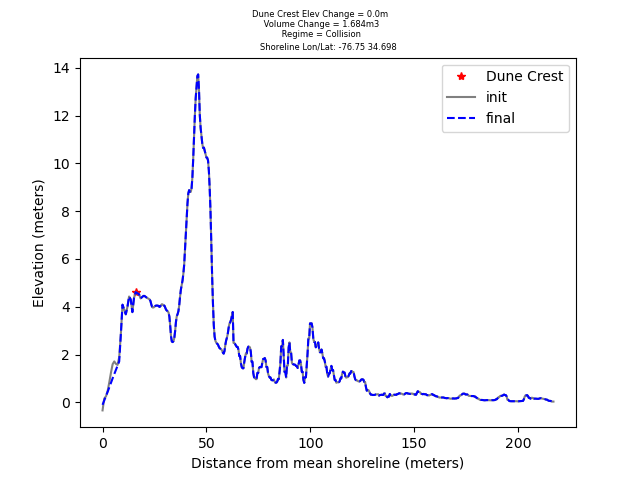 Dune Crest Elev Change = 0.0m
Volume Change = 1.684m3
Regime = Collision
Shoreline Lon/Lat: -76.75 34.698
14
12
10
8
6
4
2
0
Elevation (meters)
Dune Crest
init
final
0 50 100 150 200
Distance from mean shoreline (meters)